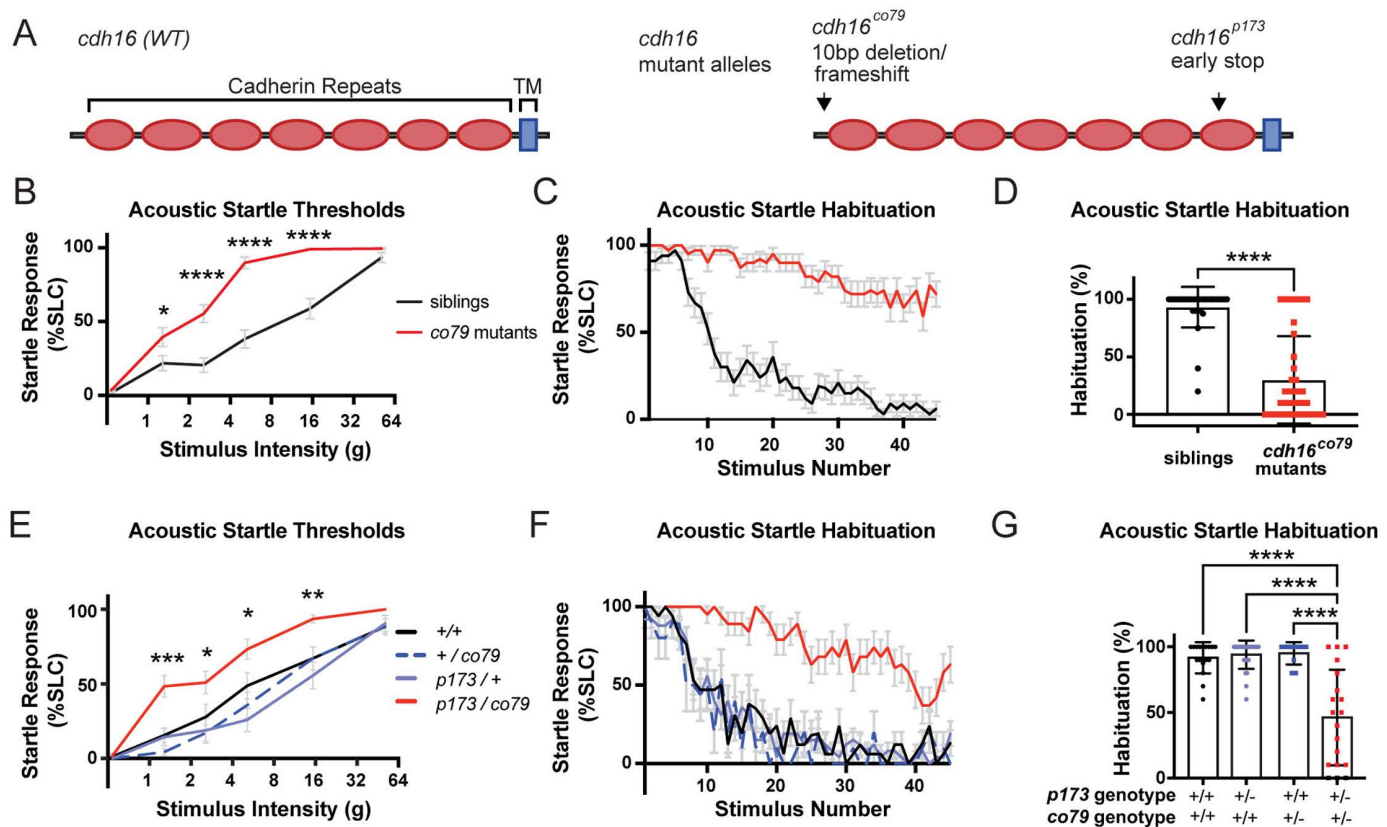 A
cdh16 (WT)
Cadherin Repeats
TM
cdh16
mutant alleles
cdh16co79
10bp deletion/
frameshift
cdh16p173
early stop
B
Acoustic Startle Thresholds
Startle Response
(%SLC)
100
50
0
*
****
****
****
siblings
co79 mutants
1 2 4 8 16 32 64
Stimulus Intensity (g)
C
Acoustic Startle Habituation
Startle Response
(%SLC)
100
50
0
10 20 30 40
Stimulus Number
D
Acoustic Startle Habituation
****
Habituation (%)
100
50
0
siblings
cdh16co79
mutants
E
Acoustic Startle Thresholds
Startle Response
(%SLC)
100
50
0
***
*
*
**
+/+
+/co79
p173/+
p173/co79
1 2 4 8 16 32 64
Stimulus Intensity (g)
F
Acoustic Startle Habituation
Startle Response
(%SLC)
100
50
0
10 20 30 40
Stimulus Number
G
Acoustic Startle Habituation
****
****
****
Habituation (%)
100
50
0
p173 genotype +/+ +/- +/+ +/-
co79 genotype +/+ +/+ +/- +/-